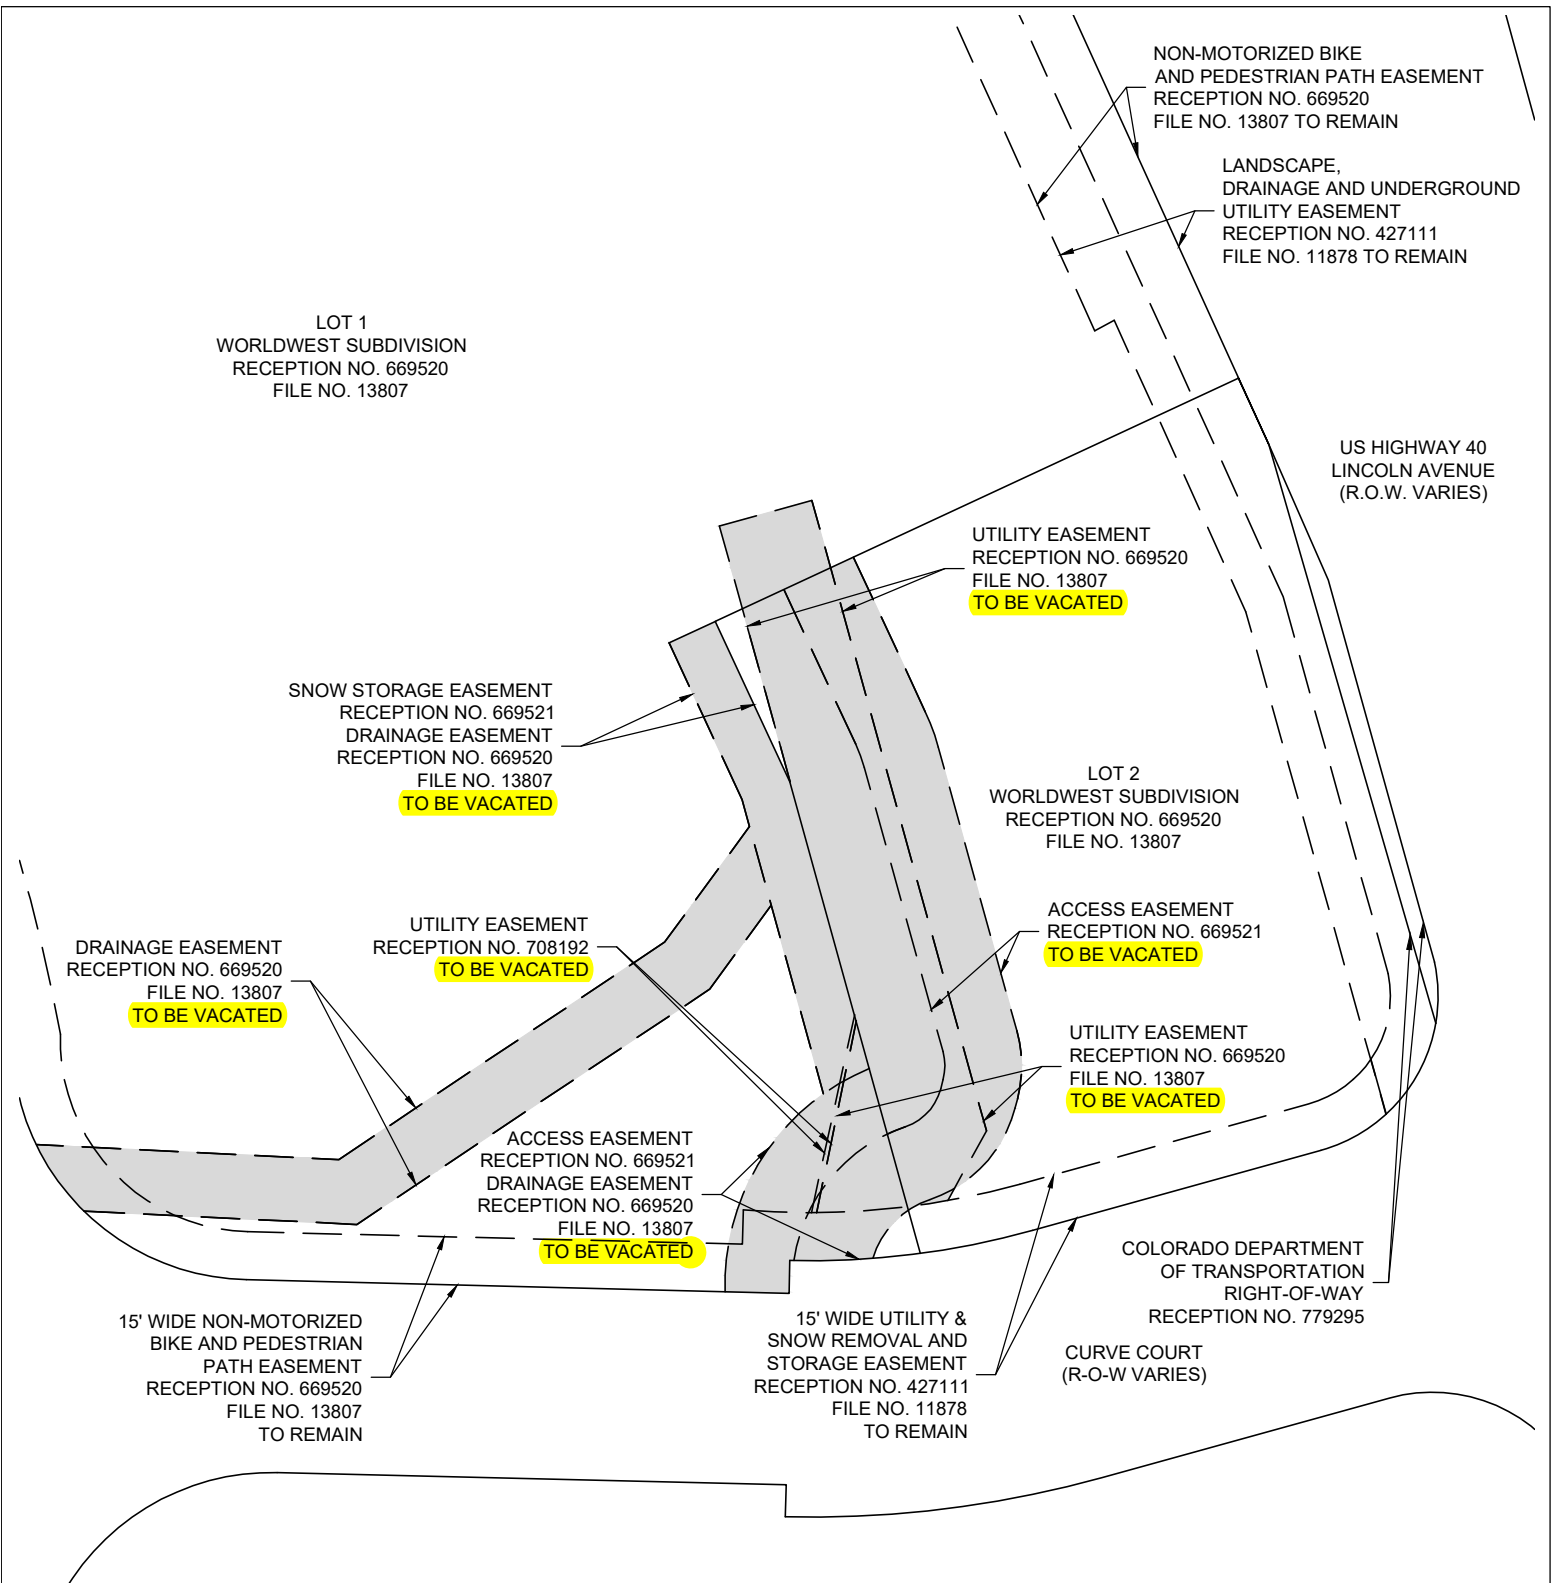 NON-MOTORIZED BIKE
AND PEDESTRIAN PATH EASEMENT
RECEPTION NO. 669520
FILE NO. 13807 TO REMAIN
LANDSCAPE,
DRAINAGE AND UNDERGROUND
UTILITY EASEMENT
RECEPTION NO. 427111
FILE NO. 11878 TO REMAIN
LOT 1
WORLDWEST SUBDIVISION
RECEPTION NO. 669520
FILE NO. 13807
US HIGHWAY 40
LINCOLN AVENUE
(R.O.W. VARIES)
UTILITY EASEMENT
RECEPTION NO. 669520
FILE NO. 13807
TO BE VACATED
SNOW STORAGE EASEMENT
RECEPTION NO. 669521
DRAINAGE EASEMENT
RECEPTION NO. 669520
FILE NO. 13807
TO BE VACATED
LOT 2
WORLDWEST SUBDIVISION
RECEPTION NO. 669520
FILE NO. 13807
ACCESS EASEMENT
RECEPTION NO. 669521
TO BE VACATED
UTILITY EASEMENT
RECEPTION NO. 708192
TO BE VACATED
DRAINAGE EASEMENT
RECEPTION NO. 669520
FILE NO. 13807
TO BE VACATED
UTILITY EASEMENT
RECEPTION NO. 669520
FILE NO. 13807
TO BE VACATED
ACCESS EASEMENT
RECEPTION NO. 669521
DRAINAGE EASEMENT
RECEPTION NO. 669520
FILE NO. 13807
TO BE VACATED
COLORADO DEPARTMENT
OF TRANSPORTATION
RIGHT-OF-WAY
RECEPTION NO. 779295
15' WIDE NON-MOTORIZED
BIKE AND PEDESTRIAN
PATH EASEMENT
RECEPTION NO. 669520
FILE NO. 13807
TO REMAIN
15' WIDE UTILITY &
SNOW REMOVAL AND
STORAGE EASEMENT
RECEPTION NO. 427111
FILE NO. 11878
TO REMAIN
CURVE COURT
(R-O-W VARIES)